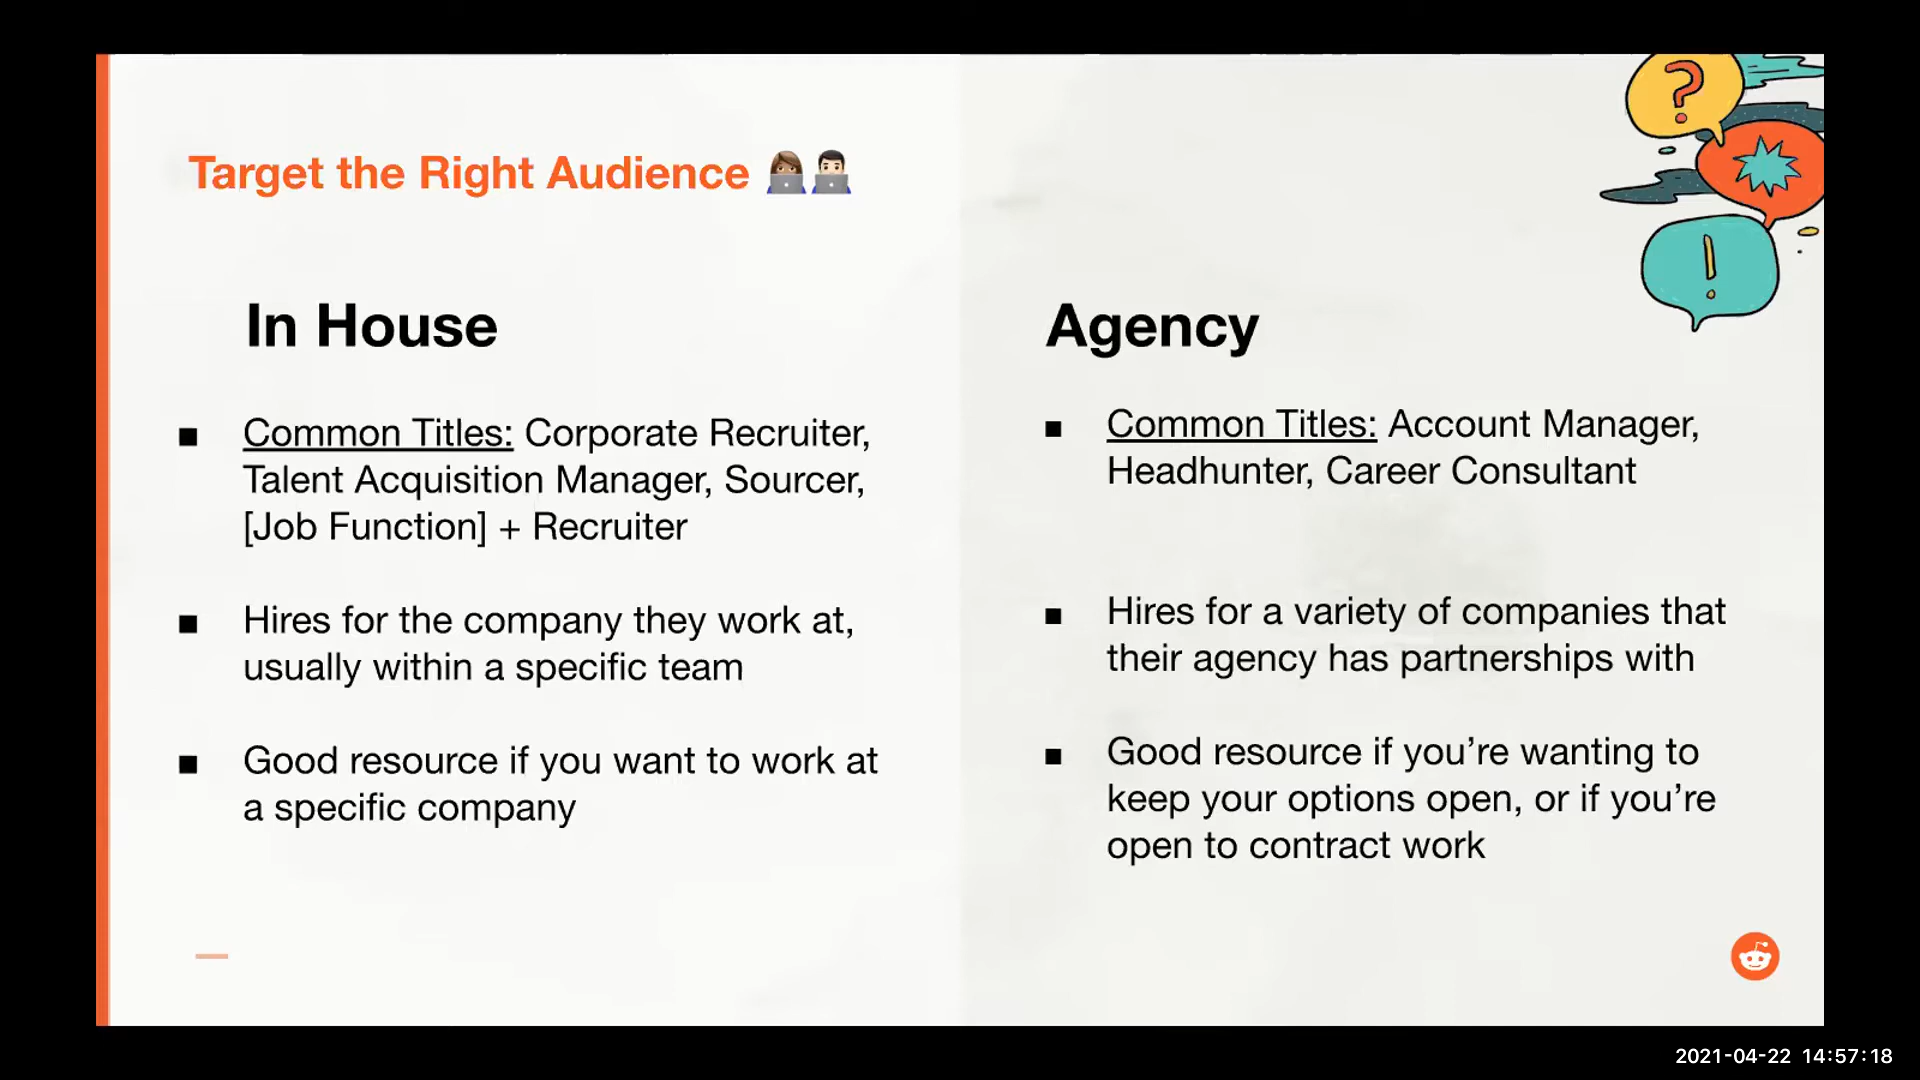 Target the Right Audience
In House
Common Titles: Corporate Recruiter,
Talent Acquisition Manager, Sourcer,
[Job Function] + Recruiter
Hires for the company they work at,
usually within a specific team
Good resource if you want to work at
a specific company
Agency
Common Titles: Account Manager,
Headhunter, Career Consultant
Hires for a variety of companies that
their agency has partnerships with
Good resource if you’re wanting to
keep your options open, or if you’re
open to contract work
?
!
2021-04-22 14:57:18